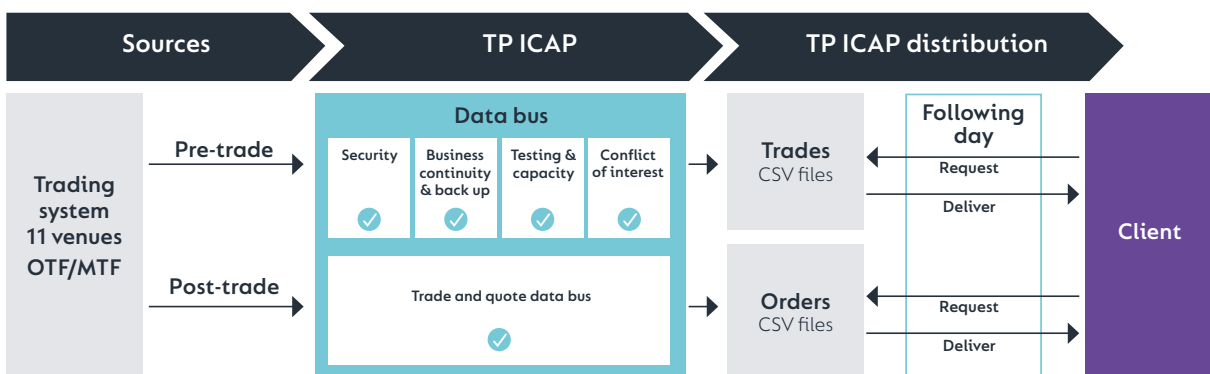 Sources
TP ICAP
TP ICAP distribution
Trading
system
11 venues
OTF/MTF
Pre-trade
Post-trade
Data bus
Security
Business
continuity
& back up
Testing &
capacity
Conflict
of interest
Trade and quote data bus
Trades
CSV files
Orders
CSV files
Following
day
Request
Deliver
Request
Deliver
Client